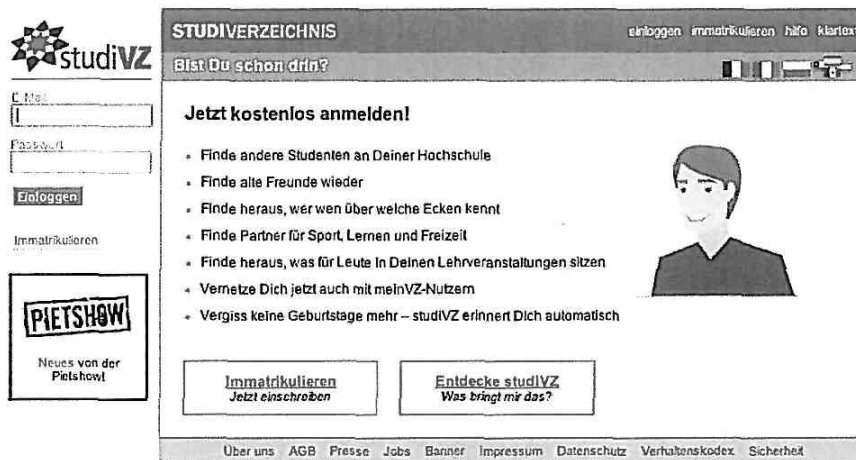 studiVZ
STUDIVERZEICHNIS
einloggen immatrikulieren hilfe klartext
Bist Du schon drin?
E-Mail
Passwort
Einloggen
Immatrikulieren
PIETSHOW
Neues von der
Pietshow!
Jetzt kostenlos anmelden!
Finde andere Studenten an Deiner Hochschule
Finde alte Freunde wieder
Finde heraus, wer wen über welche Ecken kennt
Finde Partner für Sport, Lernen und Freizeit
Finde heraus, was für Leute in Deinen Lehrveranstaltungen sitzen
Vernetze Dich jetzt auch mit meinVZ-Nutzern
Vergiss keine Geburtstage mehr – studiVZ erinnert Dich automatisch
Immatrikulieren
Jetzt einschreiben
Entdecke studiVZ
Was bringt mir das?
Über uns AGB Presse Jobs Banner Impressum Datenschutz Verhaltenskodex Sicherheit